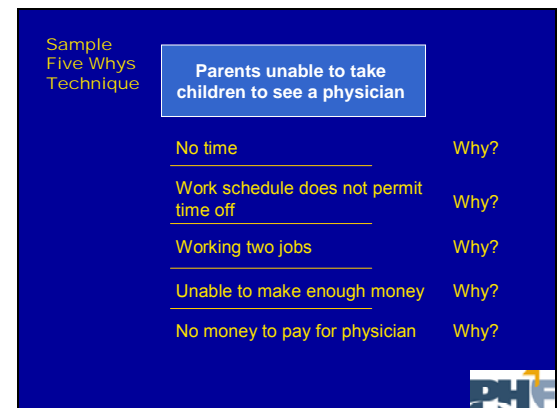 Sample
Five Whys
Technique
Parents unable to take
children to see a physician
No time Why?
Work schedule does not permit
time off Why?
Working two jobs Why?
Unable to make enough money Why?
No money to pay for physician Why?
PHF